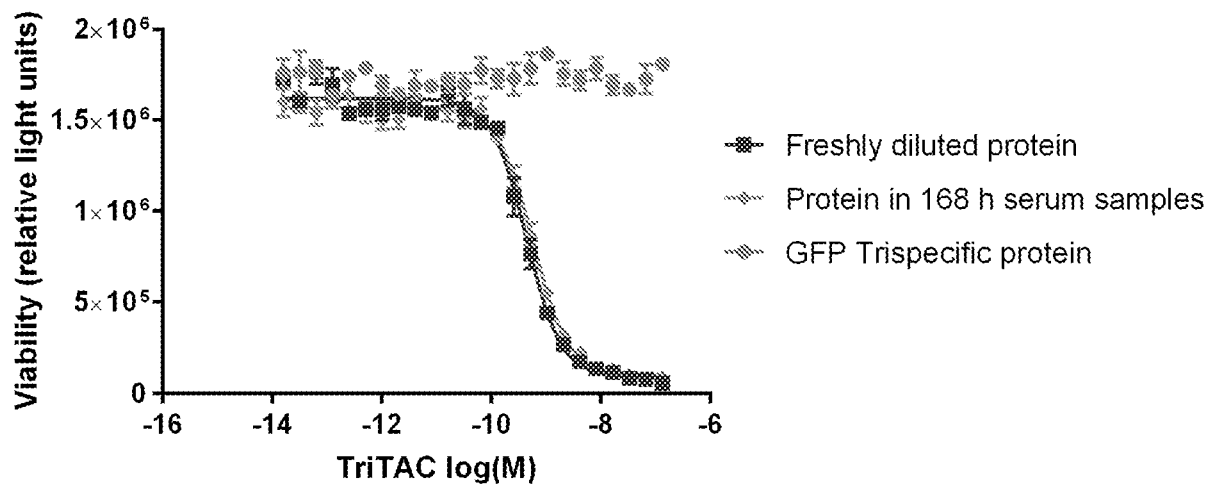 2×10⁶
1.5×10⁶
1×10⁶
5×10⁵
0
Viability (relative light units)
-16
-14
-12
-10
-8
-6
TriTAC log(M)
Freshly diluted protein
Protein in 168 h serum samples
GFP Trispecific protein